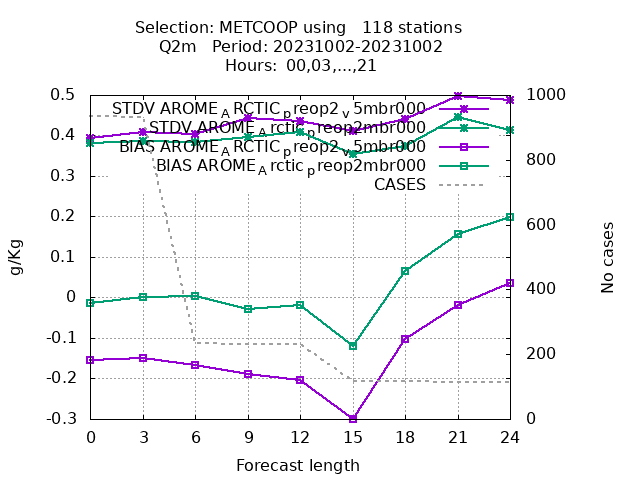 Selection: METCOOP using   118 stations
Q2m   Period: 20231002-20231002
Hours:  00,03,...,21
0.5
0.4
0.3
0.2
0.1
0
-0.1
-0.2
-0.3
g/Kg
STDV AROME_ARCTIC_preop2_v5mbr000
STDV AROME_Arctic_preop2mbr000
BIAS AROME_ARCTIC_preop2_v5mbr000
BIAS AROME_Arctic_preop2mbr000
CASES
1000
800
600
400
200
0
No cases
0 3 6 9 12 15 18 21 24
Forecast length